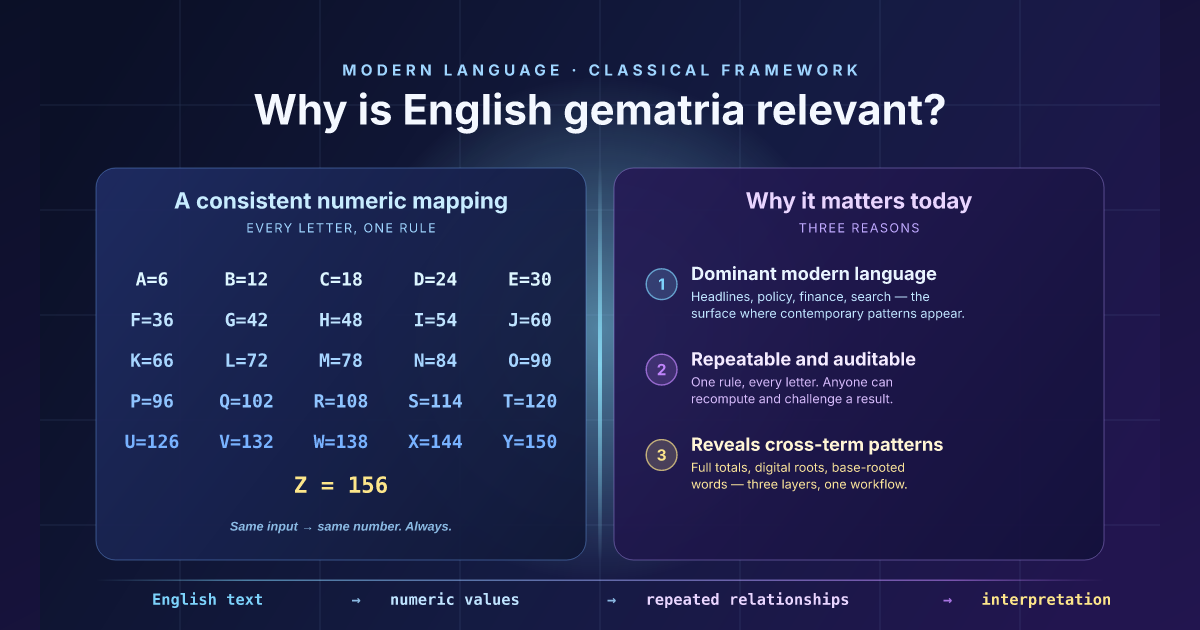 MODERN LANGUAGE · CLASSICAL FRAMEWORK
Why is English gematria relevant?
A consistent numeric mapping
EVERY LETTER, ONE RULE
A=6 B=12 C=18 D=24 E=30
F=36 G=42 H=48 I=54 J=60
K=66 L=72 M=78 N=84 O=90
P=96 Q=102 R=108 S=114 T=120
U=126 V=132 W=138 X=144 Y=150
Z = 156
Same input → same number. Always.
Why it matters today
THREE REASONS
1 Dominant modern language
Headlines, policy, finance, search — the
surface where contemporary patterns appear.
2 Repeatable and auditable
One rule, every letter. Anyone can
recompute and challenge a result.
3 Reveals cross-term patterns
Full totals, digital roots, base-rooted
words — three layers, one workflow.
English text → numeric values → repeated relationships → interpretation